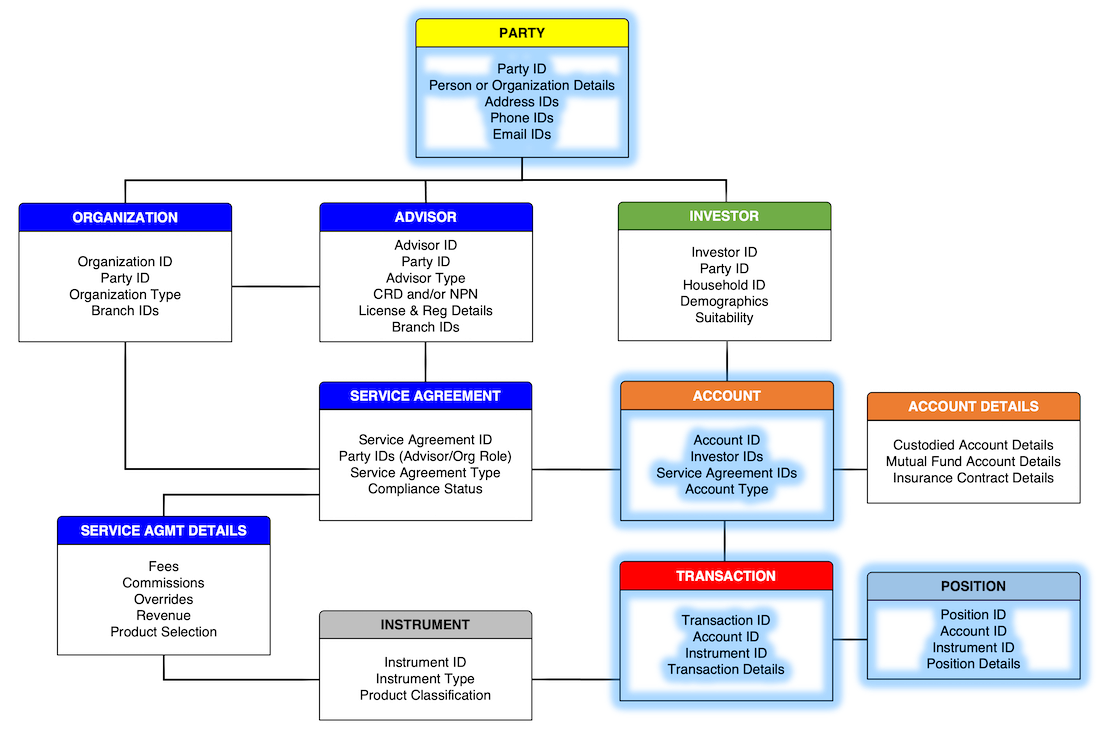 PARTY
Party ID
Person or Organization Details
Address IDs
Phone IDs
Email IDs
ORGANIZATION
Organization ID
Party ID
Organization Type
Branch IDs
ADVISOR
Advisor ID
Party ID
Advisor Type
CRD and/or NPN
License & Reg Details
Branch IDs
INVESTOR
Investor ID
Party ID
Household ID
Demographics
Suitability
SERVICE AGREEMENT
Service Agreement ID
Party IDs (Advisor/Org Role)
Service Agreement Type
Compliance Status
ACCOUNT
Account ID
Investor IDs
Service Agreement IDs
Account Type
ACCOUNT DETAILS
Custodied Account Details
Mutual Fund Account Details
Insurance Contract Details
SERVICE AGMT DETAILS
Fees
Commissions
Overrides
Revenue
Product Selection
INSTRUMENT
Instrument ID
Instrument Type
Product Classification
TRANSACTION
Transaction ID
Account ID
Instrument ID
Transaction Details
POSITION
Position ID
Account ID
Instrument ID
Position Details